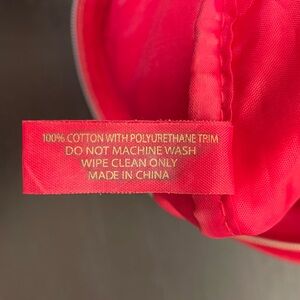 100% COTTON WITH POLYURETHANE TRIM
DO NOT MACHINE WASH
WIPE CLEAN ONLY
MADE IN CHINA